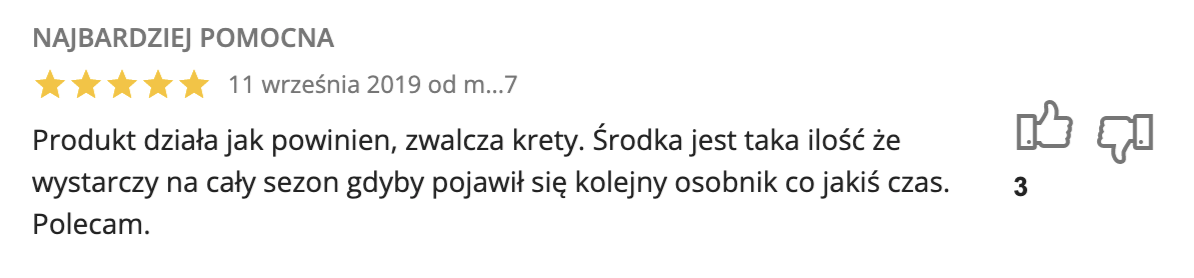 NAJBARDZIEJ POMOCNA
11 września 2019 od m...7
Produkt działa jak powinien, zwalcza krety. Środka jest taka ilość że
wystarczy na cały sezon gdyby pojawił się kolejny osobnik co jakiś czas.
Polecam.
3